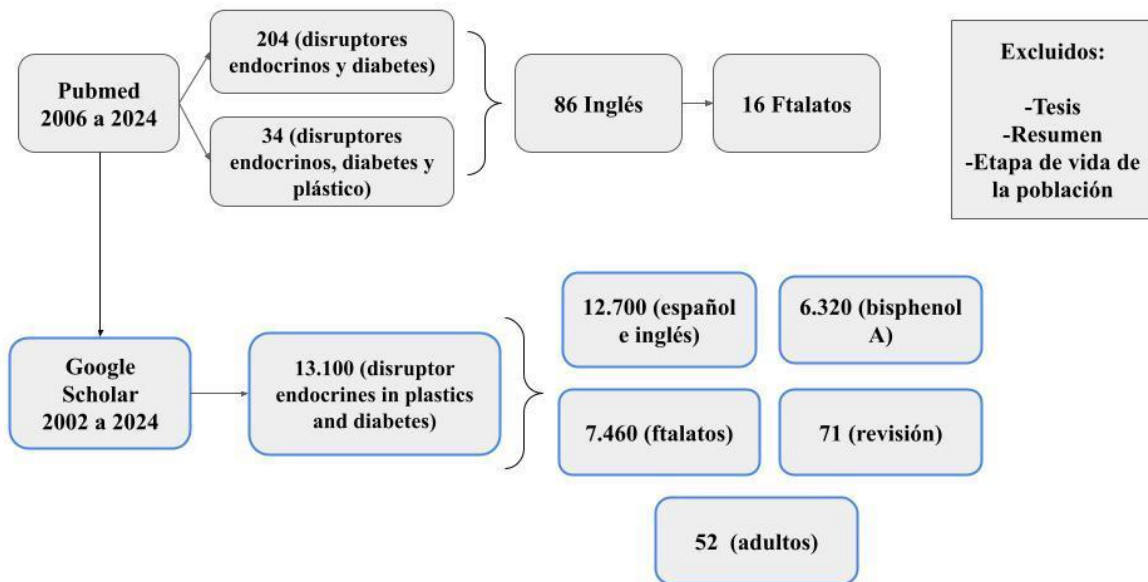 204 (disruptores
endocrinos y diabetes)
Pubmed
2006 a 2024
34 (disruptores
endocrinos, diabetes y
plástico)
86 Inglés
16 Ftalatos
Excluidos:
-Tesis
-Resumen
-Etapa de vida de
la población
Google
Scholar
2002 a 2024
13.100 (disruptor
endocrines in plastics
and diabetes)
12.700 (español
e inglés)
6.320 (bisphenol
A)
7.460 (ftalatos)
71 (revisión)
52 (adultos)